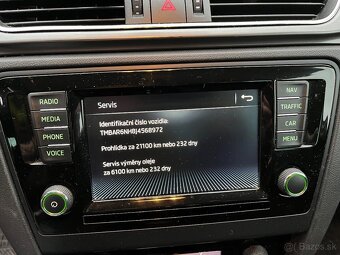 RADIO
MEDIA
PHONE
VOICE
Servis
Identifikační číslo vozidla:
TMBAR6NH8J4568972
Prohlídka za 21100 km nebo 232 dny
Servis výměny oleje
za 6100 km nebo 232 dny
NAV
TRAFFIC
CAR
MENU
bazos.sk